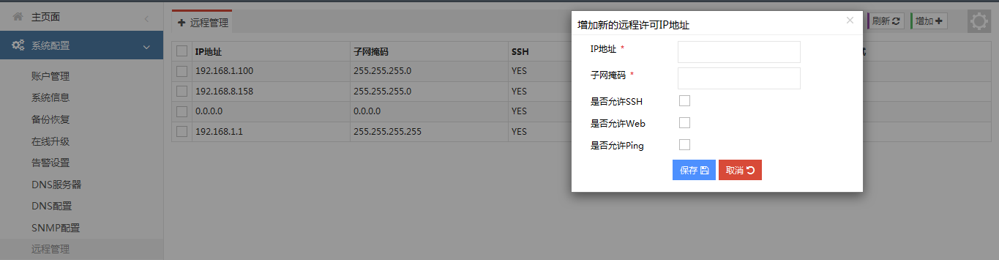 主页面
系统配置
账户管理
系统信息
备份恢复
在线升级
告警设置
DNS服务器
DNS配置
SNMP配置
远程管理
远程管理
刷新
增加
IP地址 子网掩码 SSH
192.168.1.100 255.255.255.0 YES
192.168.8.158 255.255.255.0 YES
0.0.0.0 0.0.0.0 YES
192.168.1.1 255.255.255.255 YES
增加新的远程许可IP地址
IP地址 *
子网掩码 *
是否允许SSH
是否允许Web
是否允许Ping
保存
取消